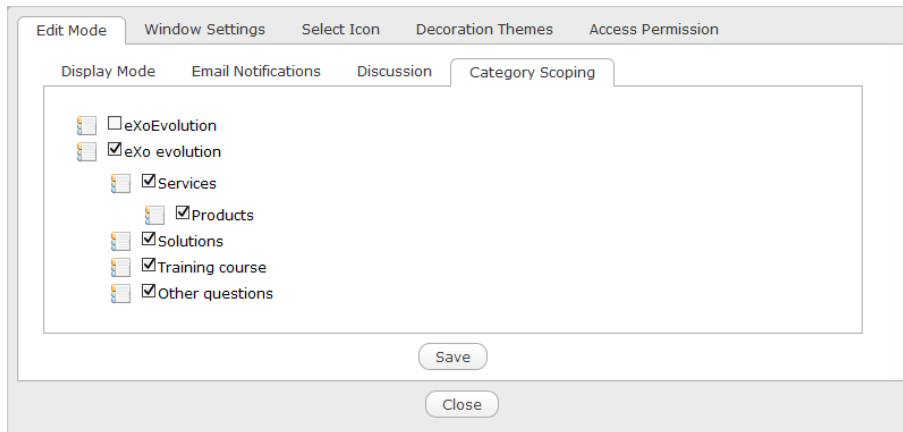 Edit Mode Window Settings Select Icon Decoration Themes Access Permission
Display Mode Email Notifications Discussion Category Scoping
eXoEvolution
eXo evolution
Services
Products
Solutions
Training course
Other questions
Save
Close